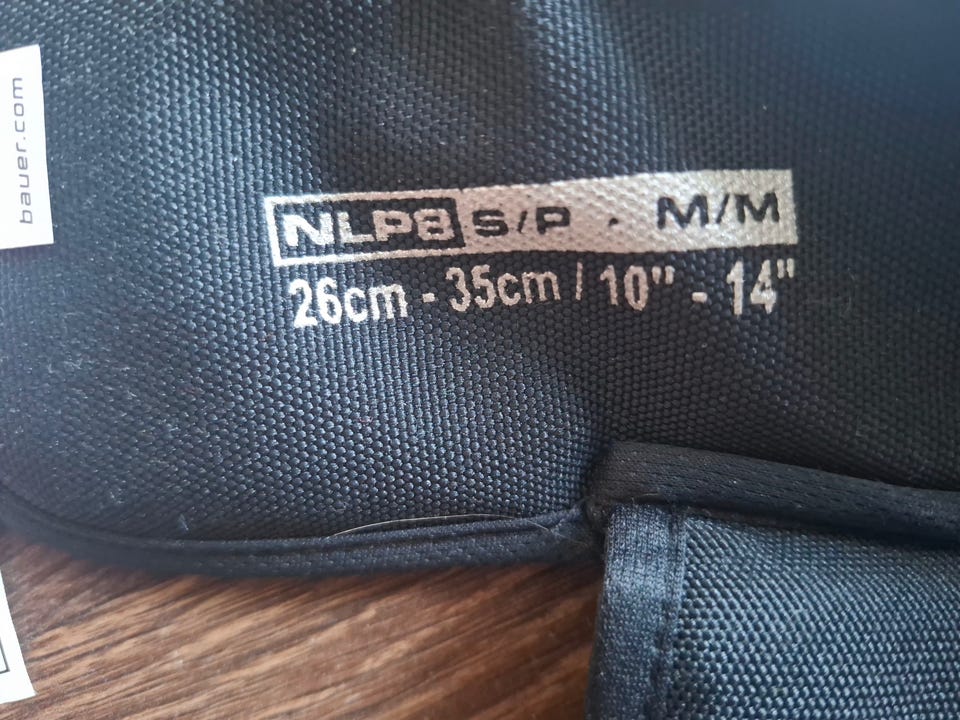 bauer.com
NLP8 S/P · M/M
26cm - 35cm / 10" - 14"